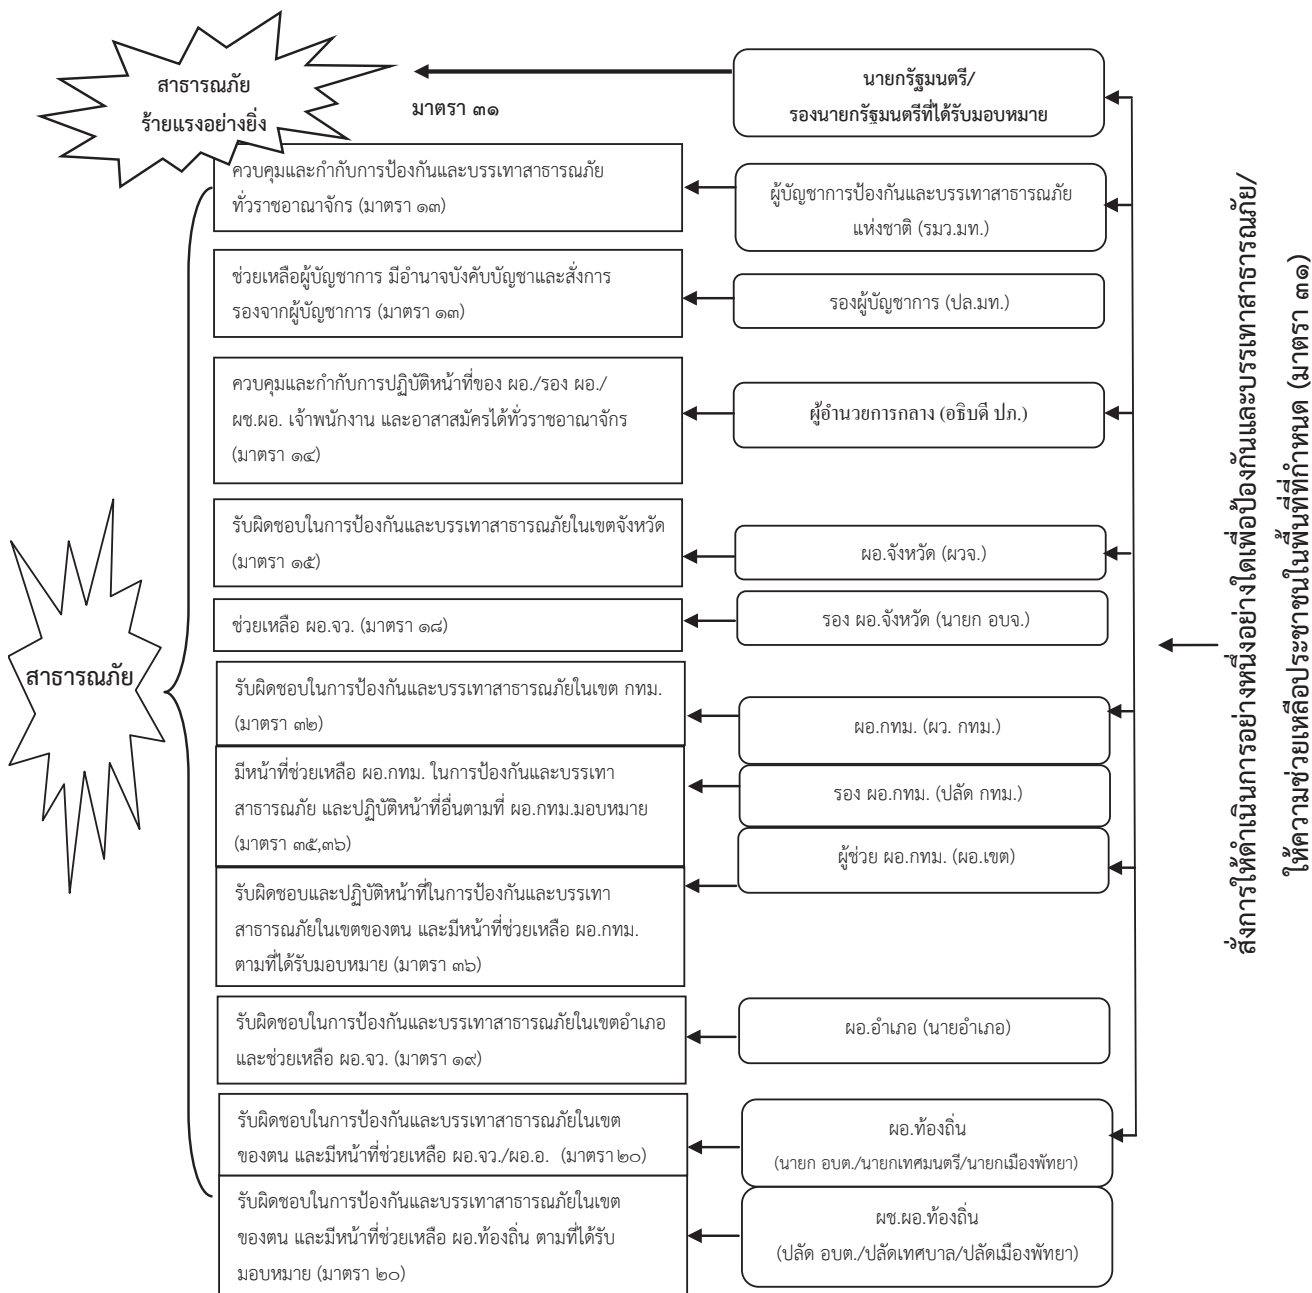 สาธารณภัย
ร้ายแรงอย่างยิ่ง
มาตรา ๓๑
นายกรัฐมนตรี/
รองนายกรัฐมนตรีที่ได้รับมอบหมาย
ควบคุมและกำกับการป้องกันและบรรเทาสาธารณภัย
ทั่วราชอาณาจักร (มาตรา ๑๓)
ผู้บัญชาการป้องกันและบรรเทาสาธารณภัย
แห่งชาติ (รมว.มท.)
ช่วยเหลือผู้บัญชาการ มีอำนาจบังคับบัญชาและสั่งการ
รองจากผู้บัญชาการ (มาตรา ๑๓)
รองผู้บัญชาการ (ปล.มท.)
ควบคุมและกำกับการปฏิบัติหน้าที่ของ ผอ./รอง ผอ./
ผช.ผอ. เจ้าพนักงาน และอาสาสมัครได้ทั่วราชอาณาจักร
(มาตรา ๑๔)
ผู้อำนวยการกลาง (อธิบดี ปภ.)
รับผิดชอบในการป้องกันและบรรเทาสาธารณภัยในเขตจังหวัด
(มาตรา ๑๕)
ผอ.จังหวัด (ผวจ.)
ช่วยเหลือ ผอ.จว. (มาตรา ๑๘)
รอง ผอ.จังหวัด (นายก อบจ.)
สาธารณภัย
รับผิดชอบในการป้องกันและบรรเทาสาธารณภัยในเขต กทม.
(มาตรา ๓๒)
ผอ.กทม. (ผว. กทม.)
มีหน้าที่ช่วยเหลือ ผอ.กทม. ในการป้องกันและบรรเทา
สาธารณภัย และปฏิบัติหน้าที่อื่นตามที่ ผอ.กทม.มอบหมาย
(มาตรา ๓๕,๓๖)
รอง ผอ.กทม. (ปลัด กทม.)
ผู้ช่วย ผอ.กทม. (ผอ.เขต)
รับผิดชอบและปฏิบัติหน้าที่ในการป้องกันและบรรเทา
สาธารณภัยในเขตของตน และมีหน้าที่ช่วยเหลือ ผอ.กทม.
ตามที่ได้รับมอบหมาย (มาตรา ๓๖)
รับผิดชอบในการป้องกันและบรรเทาสาธารณภัยในเขตอำเภอ
และช่วยเหลือ ผอ.จว. (มาตรา ๑๙)
ผอ.อำเภอ (นายอำเภอ)
รับผิดชอบในการป้องกันและบรรเทาสาธารณภัยในเขต
ของตน และมีหน้าที่ช่วยเหลือ ผอ.จว./ผอ.อ. (มาตรา ๒๐)
ผอ.ท้องถิ่น
(นายก อบต./นายกเทศมนตรี/นายกเมืองพัทยา)
รับผิดชอบในการป้องกันและบรรเทาสาธารณภัยในเขต
ของตน และมีหน้าที่ช่วยเหลือ ผอ.ท้องถิ่น ตามที่ได้รับ
มอบหมาย (มาตรา ๒๐)
ผช.ผอ.ท้องถิ่น
(ปลัด อบต./ปลัดเทศบาล/ปลัดเมืองพัทยา)
สั่งการให้ดำเนินการอย่างหนึ่งอย่างใดเพื่อป้องกันและบรรเทาสาธารณภัย/
ให้ความช่วยเหลือประชาชนในพื้นที่ที่กำหนด (มาตรา ๓๑)